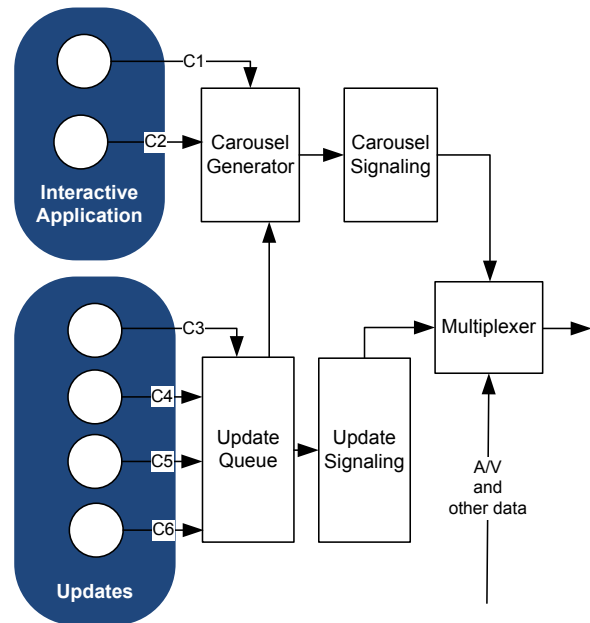 C1
C2
Carousel
Generator
Carousel
Signaling
Interactive
Application
C3
Multiplexer
C4
C5
Update
Queue
Update
Signaling
A/V
and
other data
C6
Updates